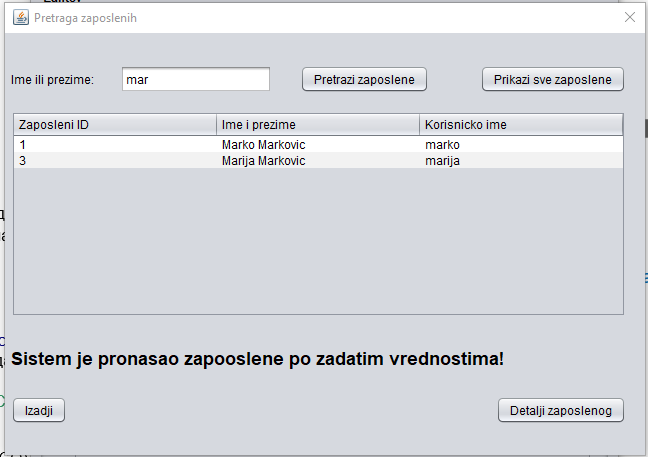 Pretraga zaposlenih
Ime ili prezime: mar Pretrazi zaposlene Prikazi sve zaposlene
Zaposleni ID Ime i prezime Korisnicko ime
1 Marko Markovic marko
3 Marija Markovic marija
Sistem je pronasao zapooslene po zadatim vrednostima!
Izadji Detalji zaposlenog